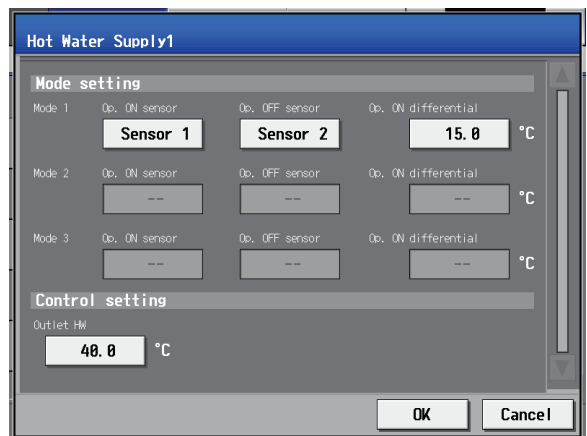 Hot Water Supply1
Mode setting
Mode 1 Op. ON sensor Op. OFF sensor Op. ON differential
Sensor 1 Sensor 2 15.0 °C
Mode 2 Op. ON sensor Op. OFF sensor Op. ON differential
-- -- -- °C
Mode 3 Op. ON sensor Op. OFF sensor Op. ON differential
-- -- -- °C
Control setting
Outlet HW
40.0 °C
OK Cancel